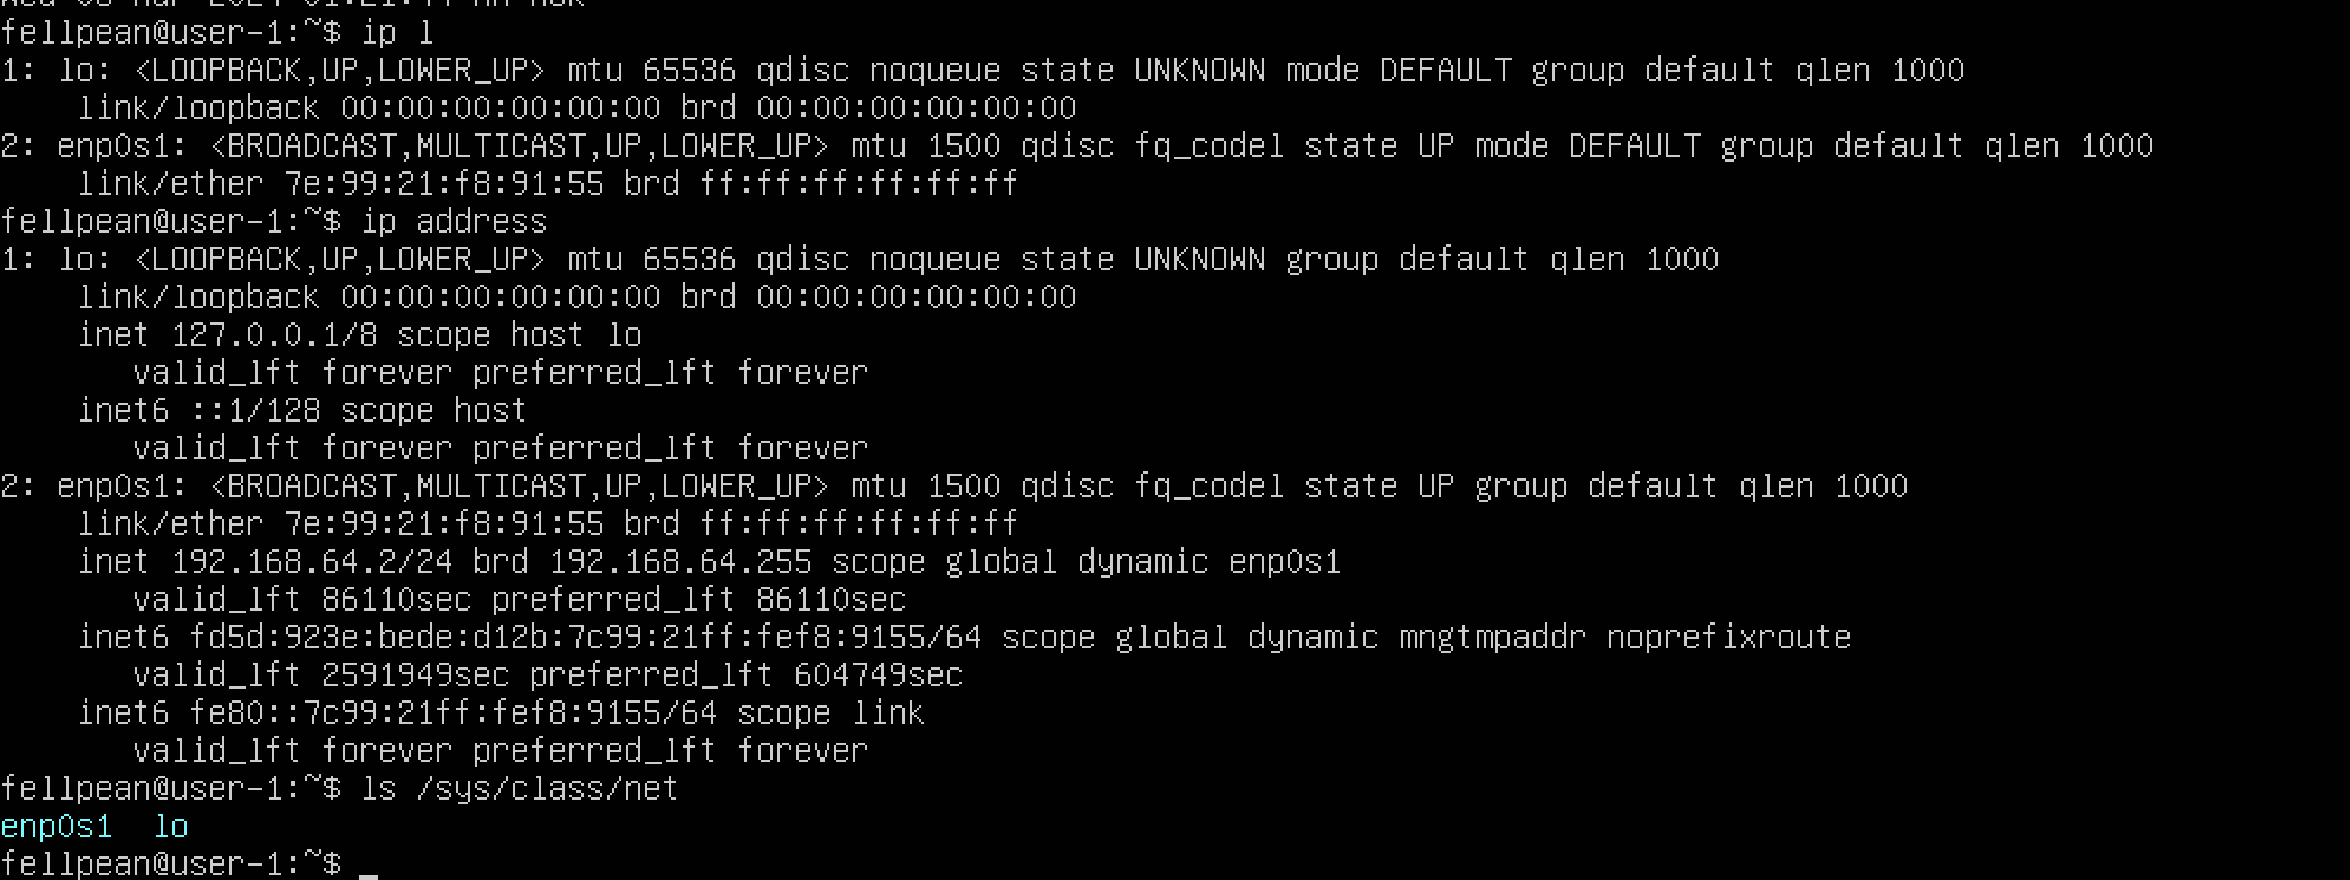 fellpean@user-1:~$ ip l
1: lo: <LOOPBACK,UP,LOWER_UP> mtu 65536 qdisc noqueue state UNKNOWN mode DEFAULT group default qlen 1000
    link/loopback 00:00:00:00:00:00 brd 00:00:00:00:00:00
2: enp0s1: <BROADCAST,MULTICAST,UP,LOWER_UP> mtu 1500 qdisc fq_codel state UP mode DEFAULT group default qlen 1000
    link/ether 7e:99:21:f8:91:55 brd ff:ff:ff:ff:ff:ff
fellpean@user-1:~$ ip address
1: lo: <LOOPBACK,UP,LOWER_UP> mtu 65536 qdisc noqueue state UNKNOWN group default qlen 1000
    link/loopback 00:00:00:00:00:00 brd 00:00:00:00:00:00
    inet 127.0.0.1/8 scope host lo
       valid_lft forever preferred_lft forever
    inet6 ::1/128 scope host
       valid_lft forever preferred_lft forever
2: enp0s1: <BROADCAST,MULTICAST,UP,LOWER_UP> mtu 1500 qdisc fq_codel state UP group default qlen 1000
    link/ether 7e:99:21:f8:91:55 brd ff:ff:ff:ff:ff:ff
    inet 192.168.64.2/24 brd 192.168.64.255 scope global dynamic enp0s1
       valid_lft 86110sec preferred_lft 86110sec
    inet6 fd5d:923e:bede:d12b:7c99:21ff:fef8:9155/64 scope global dynamic mngtmpaddr noprefixroute
       valid_lft 2591949sec preferred_lft 604749sec
    inet6 fe80::7c99:21ff:fef8:9155/64 scope link
       valid_lft forever preferred_lft forever
fellpean@user-1:~$ ls /sys/class/net
enp0s1  lo
fellpean@user-1:~$